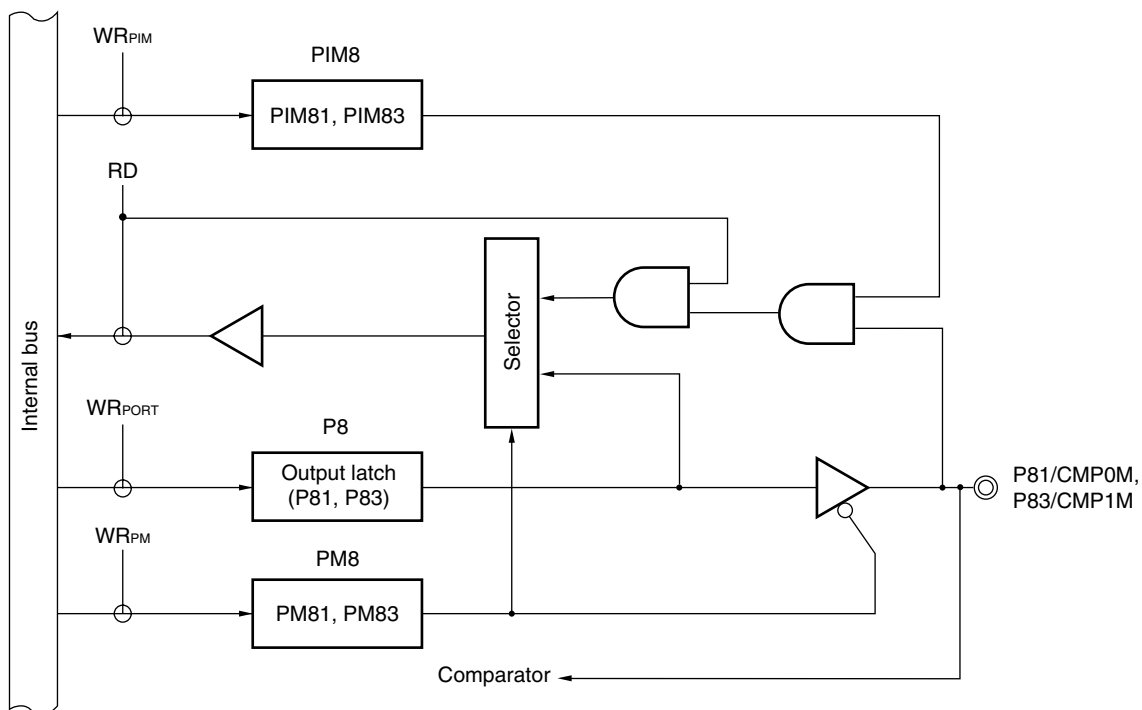 WRPIM
PIM8
PIM81, PIM83
RD
Selector
Internal bus
WRPORT
P8
Output latch
(P81, P83)
P81/CMP0M,
P83/CMP1M
WRPM
PM8
PM81, PM83
Comparator